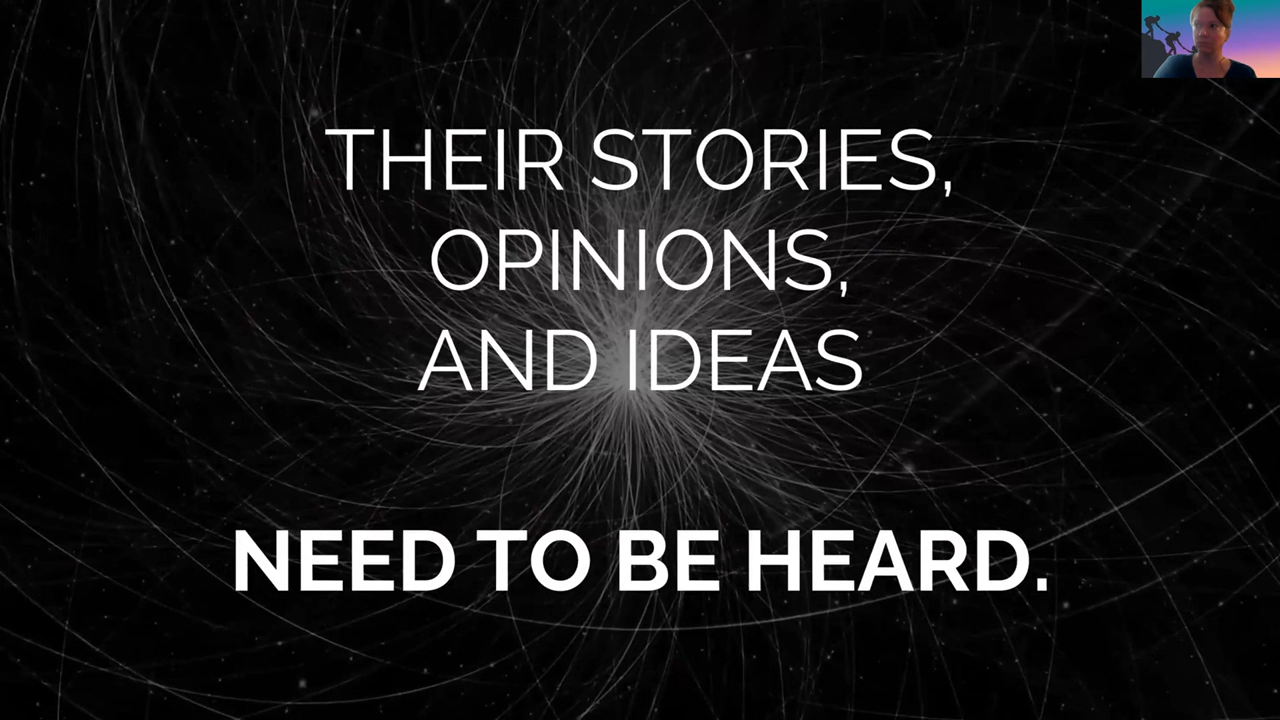 THEIR STORIES,
OPINIONS,
AND IDEAS
NEED TO BE HEARD.